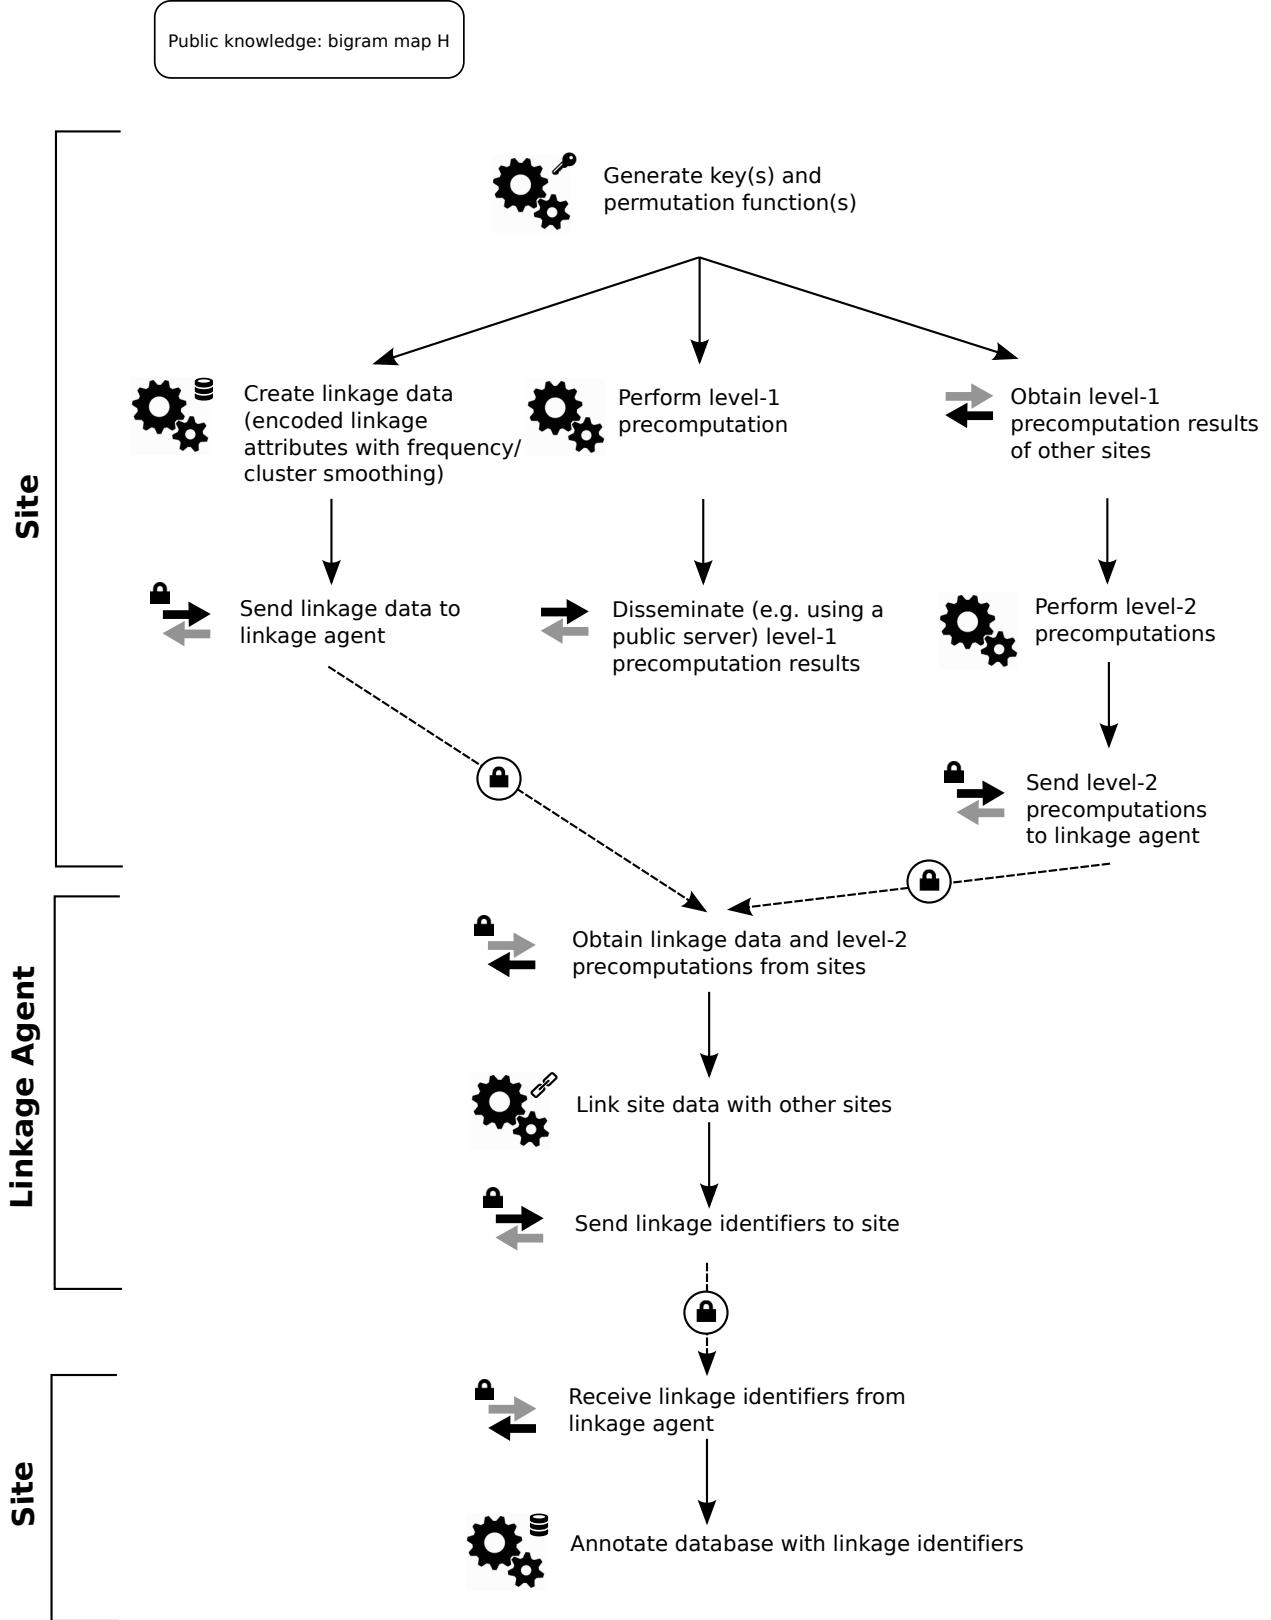 Public knowledge: bigram map H
Site
Generate key(s) and
permutation function(s)
Create linkage data
(encoded linkage
attributes with frequency/
cluster smoothing)
Perform level-1
precomputation
Obtain level-1
precomputation results
of other sites
Send linkage data to
linkage agent
Disseminate (e.g. using a
public server) level-1
precomputation results
Perform level-2
precomputations
Send level-2
precomputations
to linkage agent
Linkage Agent
Obtain linkage data and level-2
precomputations from sites
Link site data with other sites
Send linkage identifiers to site
Site
Receive linkage identifiers from
linkage agent
Annotate database with linkage identifiers